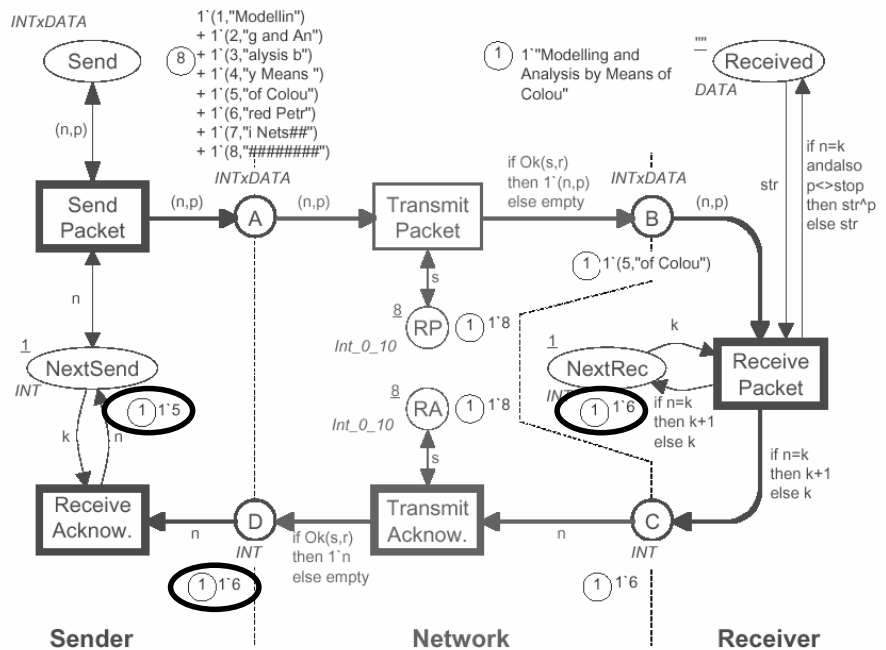 INTxDATA
Send
8
1`(1,"Modellin")
+ 1`(2,"g and An")
+ 1`(3,"alysis b")
+ 1`(4,"y Means ")
+ 1`(5,"of Colou")
+ 1`(6,"red Petr")
+ 1`(7,"i Nets##")
+ 1`(8,"########")
1
1`"Modelling and
Analysis by Means of
Colou"
""
Received
DATA
(n,p)
INTxDATA
if Ok(s,r)
then 1`(n,p)
else empty
INTxDATA
str
if n=k
andalso
p<>stop
then str^p
else str
Send
Packet
(n,p)
A
(n,p)
Transmit
Packet
B
(n,p)
1
1`(5,"of Colou")
n
s
8
RP
Int_0_10
1
1`8
1
NextSend
INT
1
1`5
8
RA
Int_0_10
1
1`8
1
NextRec
INT
1
1`6
k
if n=k
then k+1
else k
Receive
Packet
k
n
s
if n=k
then k+1
else k
Receive
Acknow.
n
D
INT
if Ok(s,r)
then 1`n
else empty
Transmit
Acknow.
n
C
INT
1
1`6
1
1`6
Sender
Network
Receiver